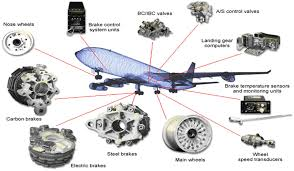 Nose wheels
Brake control
system units
BC/IBC valves
A/S control valves
Landing gear
computers
Brake temperature sensors
and monitoring units
Carbon brakes
Electric brakes
Steel brakes
Main wheels
Wheel
speed transducers